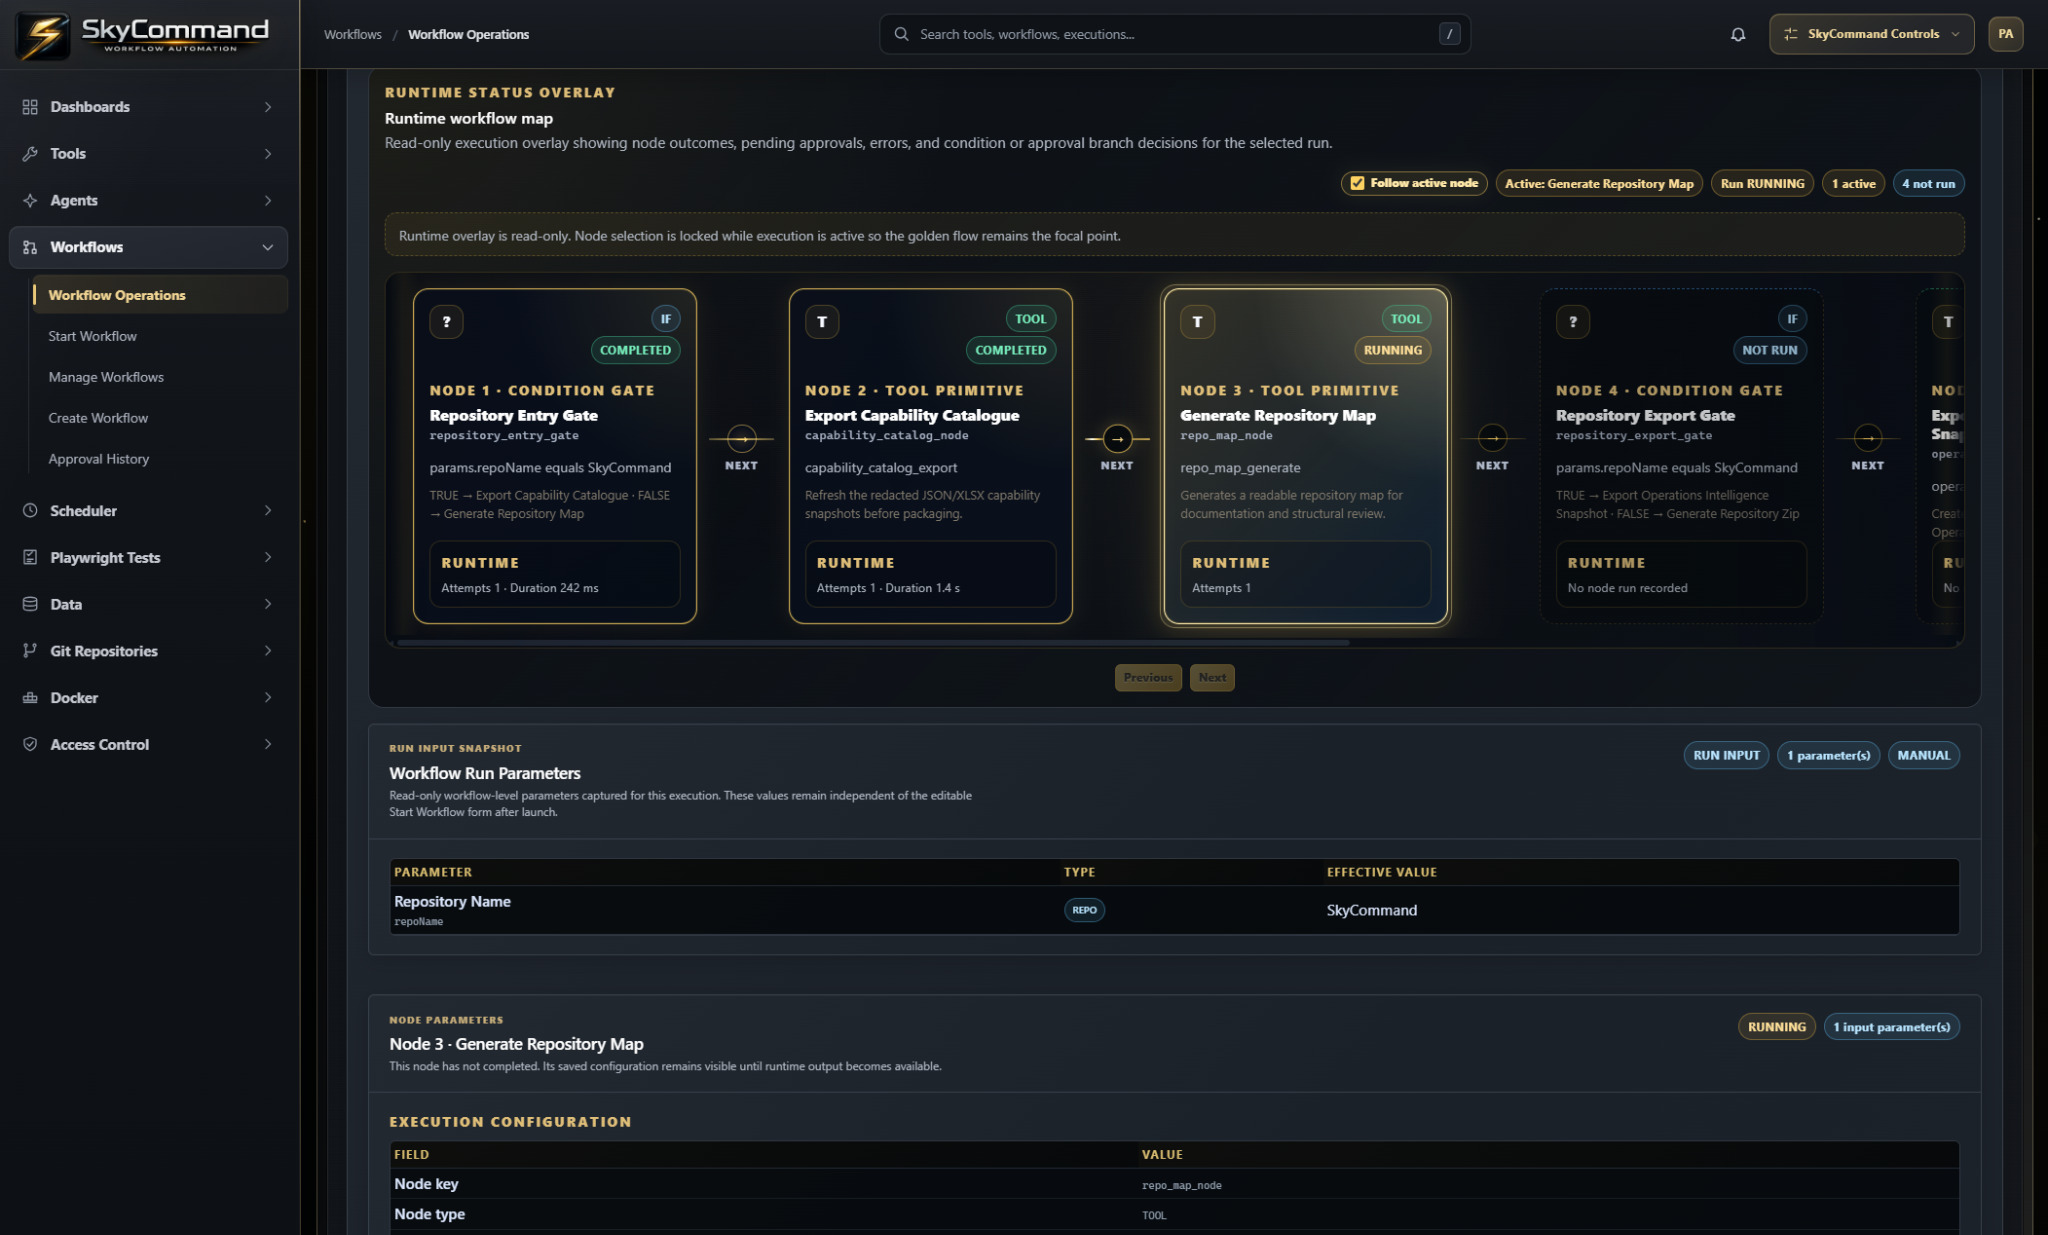 SkyCommand
WORKFLOW AUTOMATION
Workflows / Workflow Operations
Search tools, workflows, executions...
/
SkyCommand Controls
PA
Dashboards
Tools
Agents
Workflows
Workflow Operations
Start Workflow
Manage Workflows
Create Workflow
Approval History
Scheduler
Playwright Tests
Data
Git Repositories
Docker
Access Control
RUNTIME STATUS OVERLAY
Runtime workflow map
Read-only execution overlay showing node outcomes, pending approvals, errors, and condition or approval branch decisions for the selected run.
Follow active node
Active: Generate Repository Map
Run RUNNING
1 active
4 not run
Runtime overlay is read-only. Node selection is locked while execution is active so the golden flow remains the focal point.
?
IF
COMPLETED
NODE 1 · CONDITION GATE
Repository Entry Gate
repository_entry_gate
params.repoName equals SkyCommand
TRUE → Export Capability Catalogue · FALSE
→ Generate Repository Map
RUNTIME
Attempts 1 · Duration 242 ms
→
NEXT
T
TOOL
COMPLETED
NODE 2 · TOOL PRIMITIVE
Export Capability Catalogue
capability_catalog_node
capability_catalog_export
Refresh the redacted JSON/XLSX capability
snapshots before packaging.
RUNTIME
Attempts 1 · Duration 1.4 s
→
NEXT
T
TOOL
RUNNING
NODE 3 · TOOL PRIMITIVE
Generate Repository Map
repo_map_node
repo_map_generate
Generates a readable repository map for
documentation and structural review.
RUNTIME
Attempts 1
→
NEXT
?
IF
NOT RUN
NODE 4 · CONDITION GATE
Repository Export Gate
repository_export_gate
params.repoName equals SkyCommand
TRUE → Export Operations Intelligence
Snapshot · FALSE → Generate Repository Zip
RUNTIME
No node run recorded
→
NEXT
T
NOD
Exp
Snap
opera
opera
Creat
Oper
RU
No
Previous
Next
RUN INPUT SNAPSHOT
Workflow Run Parameters
Read-only workflow-level parameters captured for this execution. These values remain independent of the editable
Start Workflow form after launch.
RUN INPUT
1 parameter(s)
MANUAL
PARAMETER TYPE EFFECTIVE VALUE
Repository Name
repoName
REPO
SkyCommand
NODE PARAMETERS
Node 3 · Generate Repository Map
This node has not completed. Its saved configuration remains visible until runtime output becomes available.
RUNNING
1 input parameter(s)
EXECUTION CONFIGURATION
FIELD VALUE
Node key repo_map_node
Node type TOOL